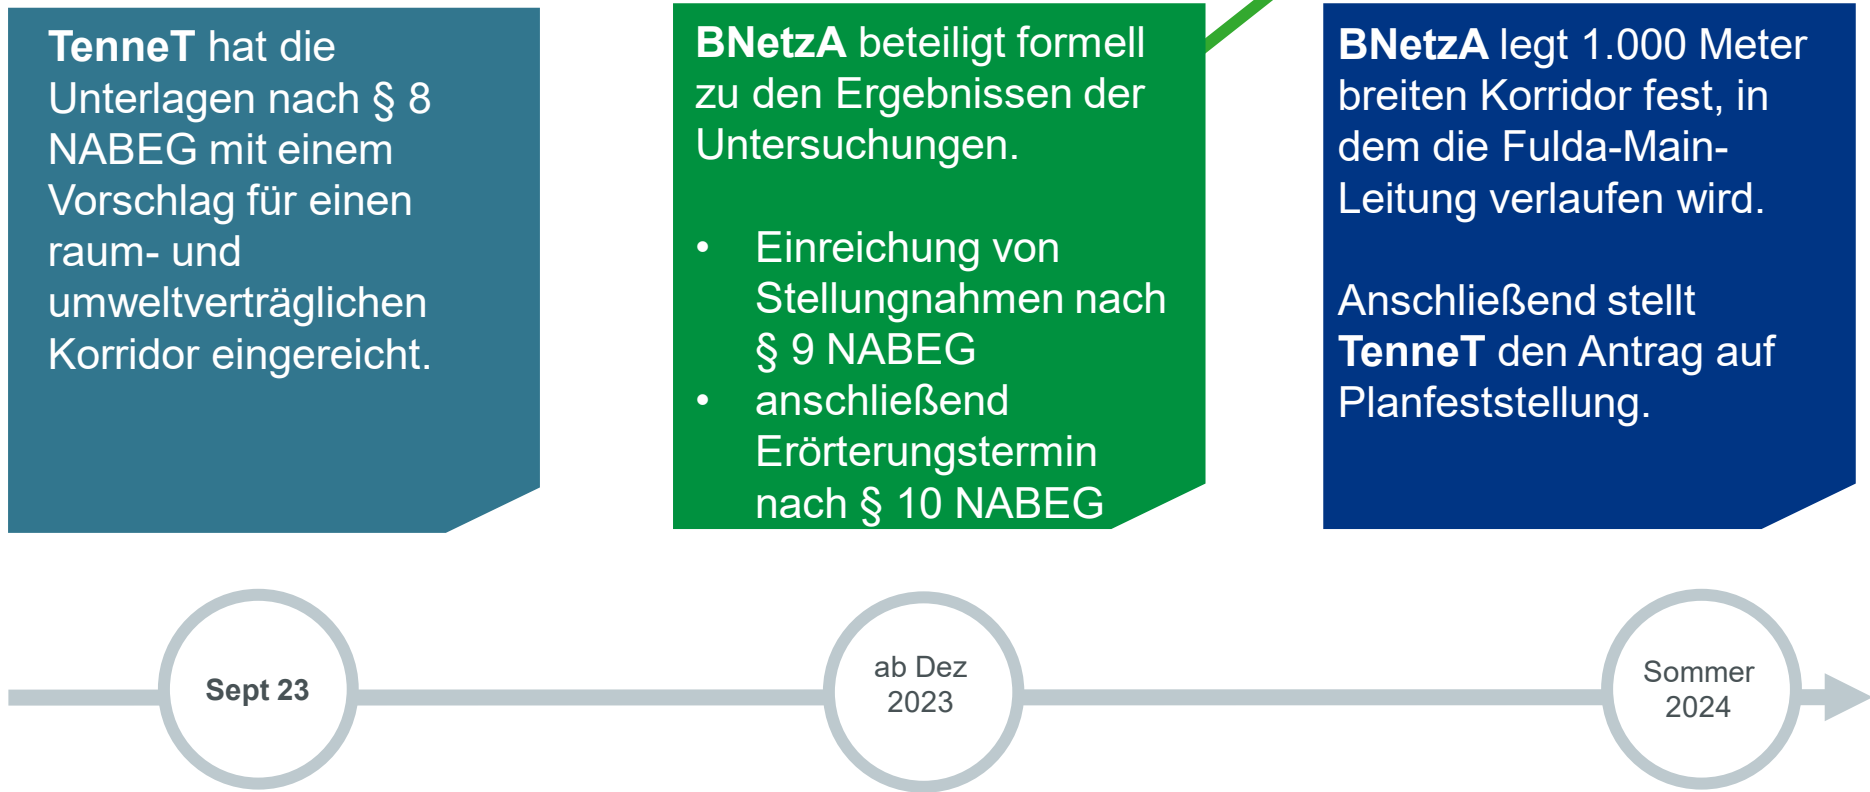 TenneT hat die
Unterlagen nach § 8
NABEG mit einem
Vorschlag für einen
raum- und
umweltverträglichen
Korridor eingereicht.
BNetzA beteiligt formell
zu den Ergebnissen der
Untersuchungen.
• Einreichung von
Stellungnahmen nach
§ 9 NABEG
• anschließend
Erörterungstermin
nach § 10 NABEG
BNetzA legt 1.000 Meter
breiten Korridor fest, in
dem die Fulda-Main-
Leitung verlaufen wird.
Anschließend stellt
TenneT den Antrag auf
Planfeststellung.
Sept 23
ab Dez
2023
Sommer
2024